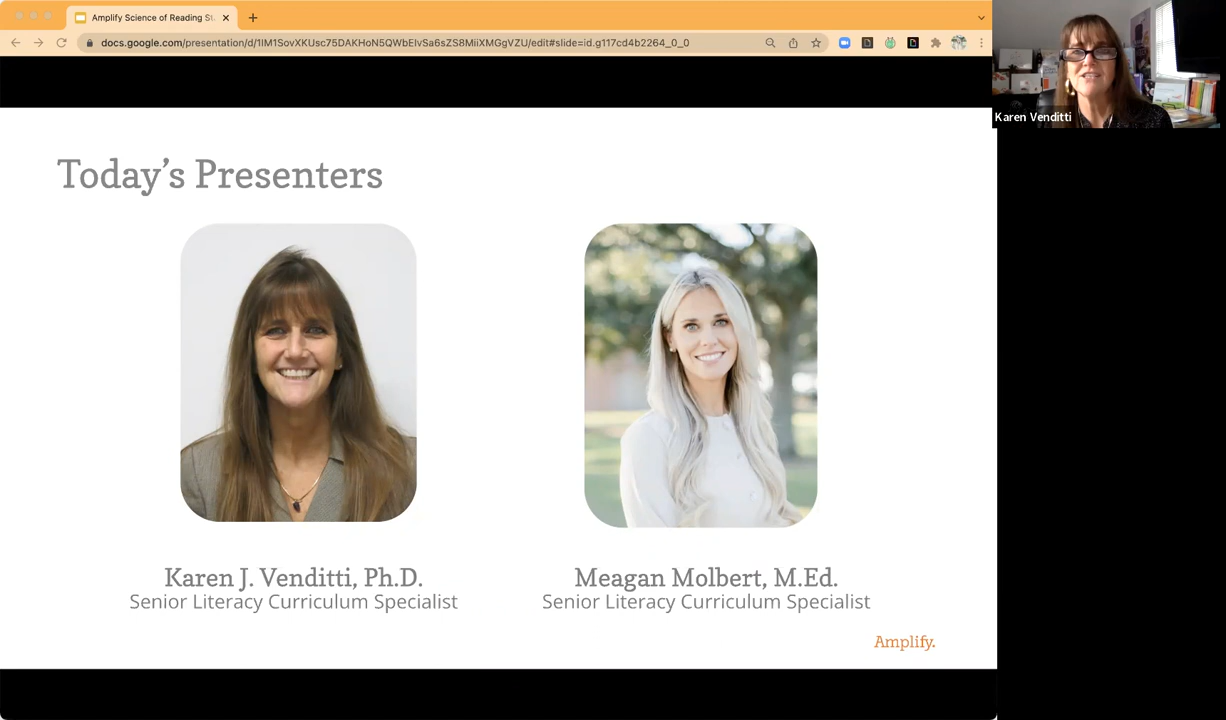 Amplify Science of Reading St
docs.google.com/presentation/d/1IM1SovXKUsc75DAKHoN5QWbEIvSa6sZS8MiiXMGgVZU/edit#slide=id.g117cd4b2264_0_0
Karen Venditti
Today’s Presenters
Karen J. Venditti, Ph.D.
Senior Literacy Curriculum Specialist
Meagan Molbert, M.Ed.
Senior Literacy Curriculum Specialist
Amplify.